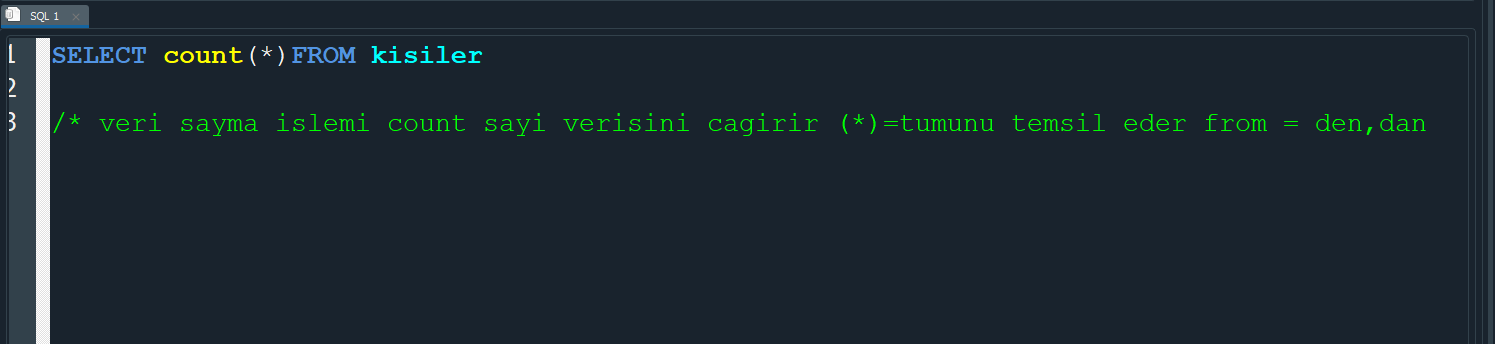 SQL 1
1 SELECT count(*)FROM kisiler
2
3 /* veri sayma islemi count sayi verisini cagirir (*)=tumunu temsil eder from = den,dan